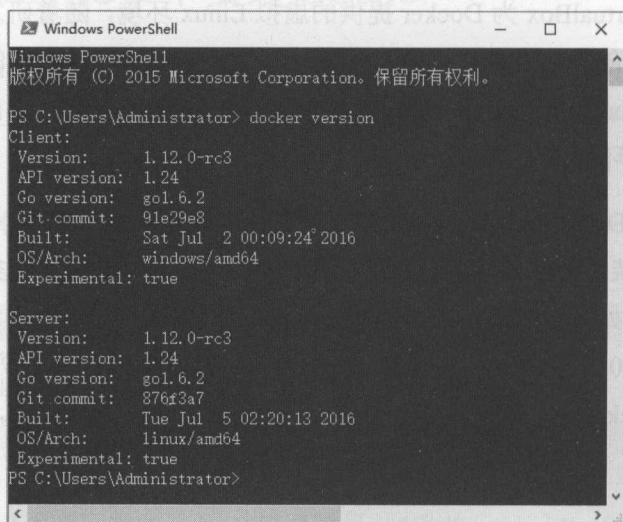 Windows PowerShell
Windows PowerShell
版权所有 (C) 2015 Microsoft Corporation。保留所有权利。
PS C:\Users\Administrator> docker version
Client:
Version: 1.12.0-rc3
API version: 1.24
Go version: go1.6.2
Git commit: 91e29e8
Built: Sat Jul 2 00:09:24 2016
OS/Arch: windows/amd64
Experimental: true
Server:
Version: 1.12.0-rc3
API version: 1.24
Go version: go1.6.2
Git commit: 876f3a7
Built: Tue Jul 5 02:20:13 2016
OS/Arch: linux/amd64
Experimental: true
PS C:\Users\Administrator>